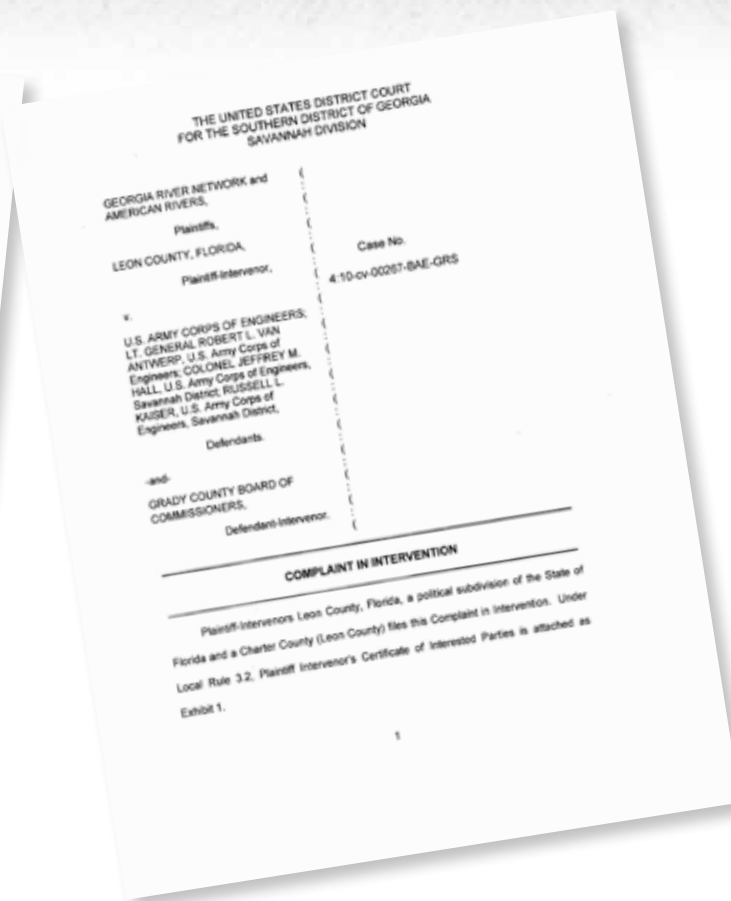 THE UNITED STATES DISTRICT COURT
FOR THE SOUTHERN DISTRICT OF GEORGIA
SAVANNAH DIVISION
GEORGIA RIVER NETWORK and
AMERICAN RIVERS,
Plaintiffs,
LEON COUNTY, FLORIDA,
Plaintiff-Intervenor,
v.
U.S. ARMY CORPS OF ENGINEERS;
LT. GENERAL ROBERT L. VAN
ANTWERP, U.S. Army Corps of
Engineers; COLONEL JEFFREY M.
HALL, U.S. Army Corps of Engineers,
Savannah District; RUSSELL L.
KAISER, U.S. Army Corps of
Engineers, Savannah District,
Defendants.
-and-
GRADY COUNTY BOARD OF
COMMISSIONERS,
Defendant-Intervenor.
Case No.
4:10-cv-00267-BAE-GRS
COMPLAINT IN INTERVENTION
Plaintiff-Intervenors Leon County, Florida, a political subdivision of the State of
Florida and a Charter County (Leon County) files this Complaint in Intervention. Under
Local Rule 3.2, Plaintiff Intervenor's Certificate of Interested Parties is attached as
Exhibit 1.
1